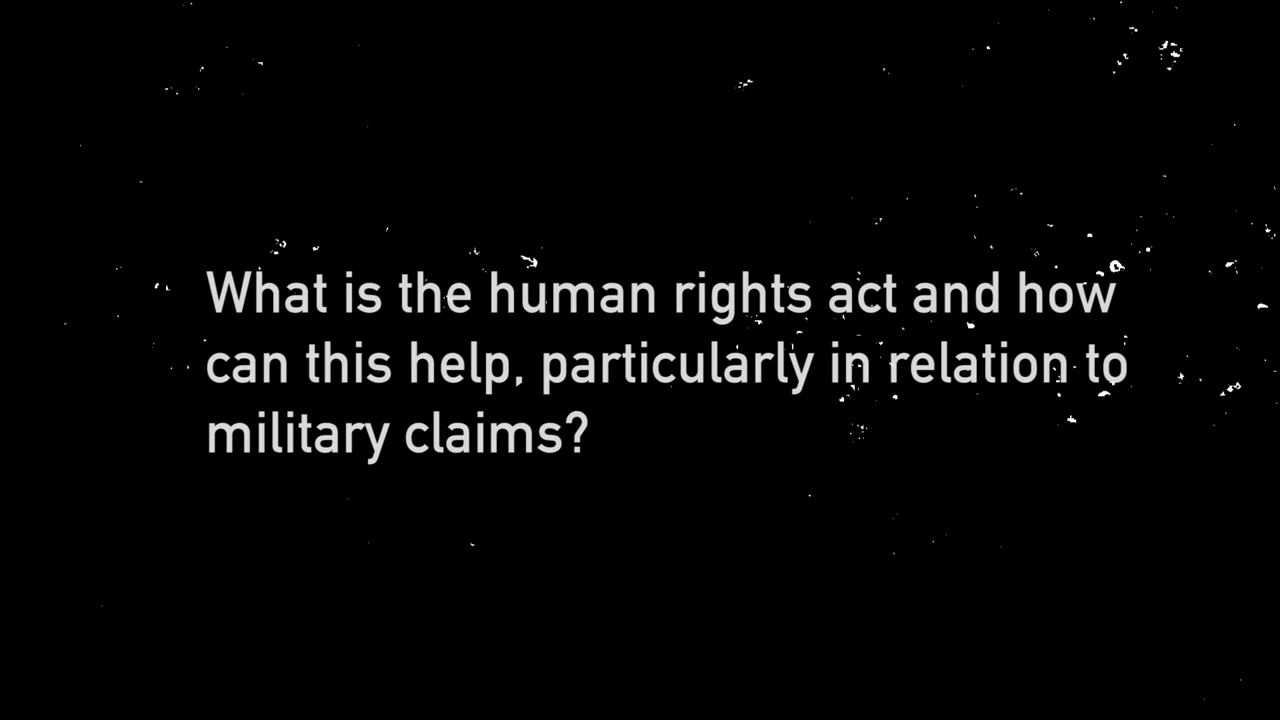 What is the human rights act and how
can this help, particularly in relation to
military claims?